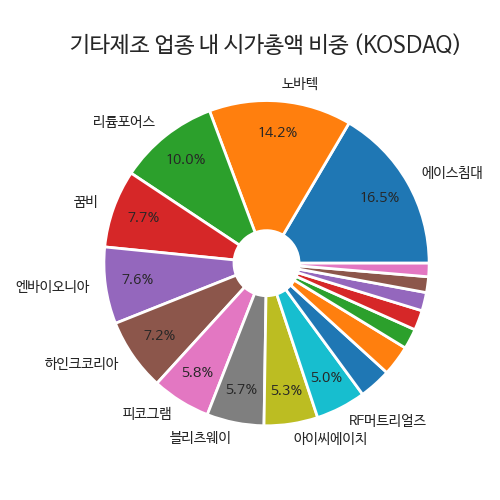 기타제조 업종 내 시가총액 비중 (KOSDAQ)
노바텍
14.2%
리튬포어스
10.0%
에이스침대
16.5%
꿈비
7.7%
엔바이오니아
7.6%
하인크코리아
7.2%
피코그램
5.8%
블리츠웨이
5.7%
아이씨에이치
5.3%
RF머트리얼즈
5.0%